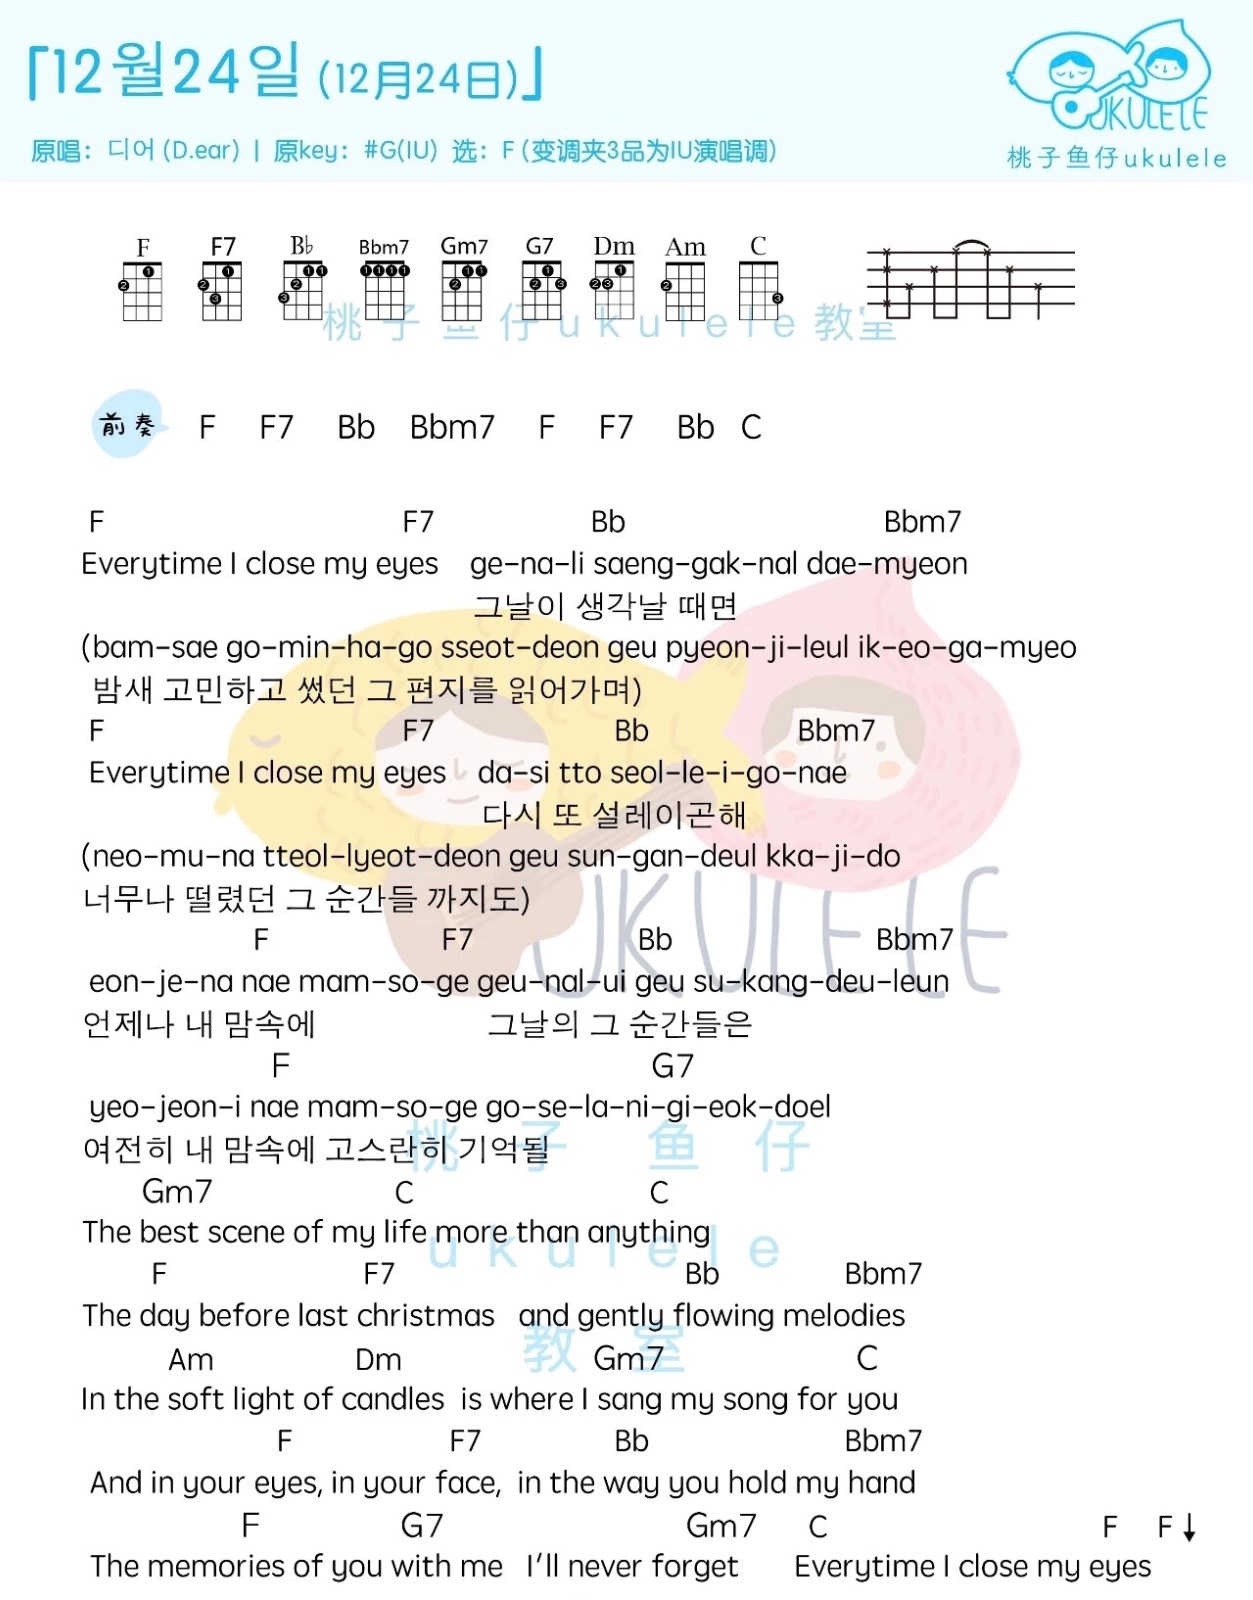 「12월24일 (12月24日)」
原唱：디어 (D.ear) | 原key：#G(IU) 选：F (变调夹3品为IU演唱调)
UKULELE
桃子鱼仔ukulele
F F7 B♭ Bbm7 Gm7 G7 Dm Am C
桃子鱼仔ukulele教室
前奏 F F7 Bb Bbm7 F F7 Bb C
F F7 Bb Bbm7
Everytime I close my eyes ge-na-li saeng-gak-nal dae-myeon
그날이 생각날 때면
(bam-sae go-min-ha-go sseot-deon geu pyeon-ji-leul ik-eo-ga-myeo
밤새 고민하고 썼던 그 편지를 읽어가며)
F F7 Bb Bbm7
Everytime I close my eyes da-si tto seol-le-i-go-nae
다시 또 설레이곤해
(neo-mu-na tteol-lyeot-deon geu sun-gan-deul kka-ji-do
너무나 떨렸던 그 순간들 까지도)
F F7 Bb Bbm7
UKULELE
eon-je-na nae mam-so-ge geu-nal-ui geu su-kang-deu-leun
언제나 내 맘속에 그날의 그 순간들은
F G7
yeo-jeon-i nae mam-so-ge go-se-la-ni-gi-eok-doel
여전히 내 맘속에 고스란히 기억될
桃子鱼仔
Gm7 C C
The best scene of my life more than anything
ukulele
F F7 Bb Bbm7
The day before last christmas and gently flowing melodies
教室
Am Dm Gm7 C
In the soft light of candles is where I sang my song for you
F F7 Bb Bbm7
And in your eyes, in your face, in the way you hold my hand
F G7 Gm7 C F F↓
The memories of you with me I'll never forget Everytime I close my eyes